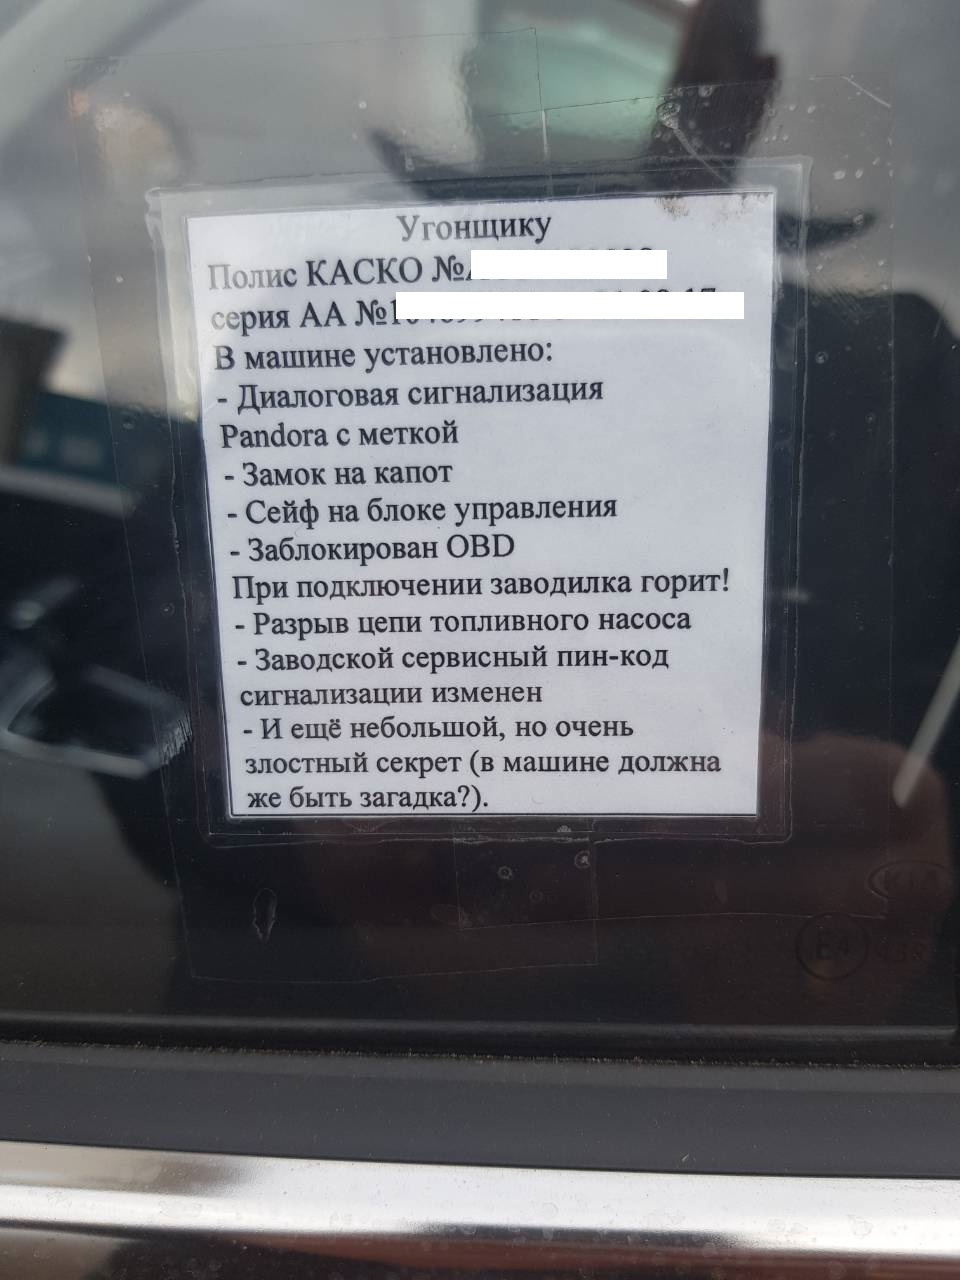 Угонщику
Полис КАСКО №
серия АА №
В машине установлено:
- Диалоговая сигнализация
Pandora с меткой
- Замок на капот
- Сейф на блоке управления
- Заблокирован OBD
При подключении заводилка горит!
- Разрыв цепи топливного насоса
- Заводской сервисный пин-код
сигнализации изменен
- И ещё небольшой, но очень
злостный секрет (в машине должна
же быть загадка?).
E4